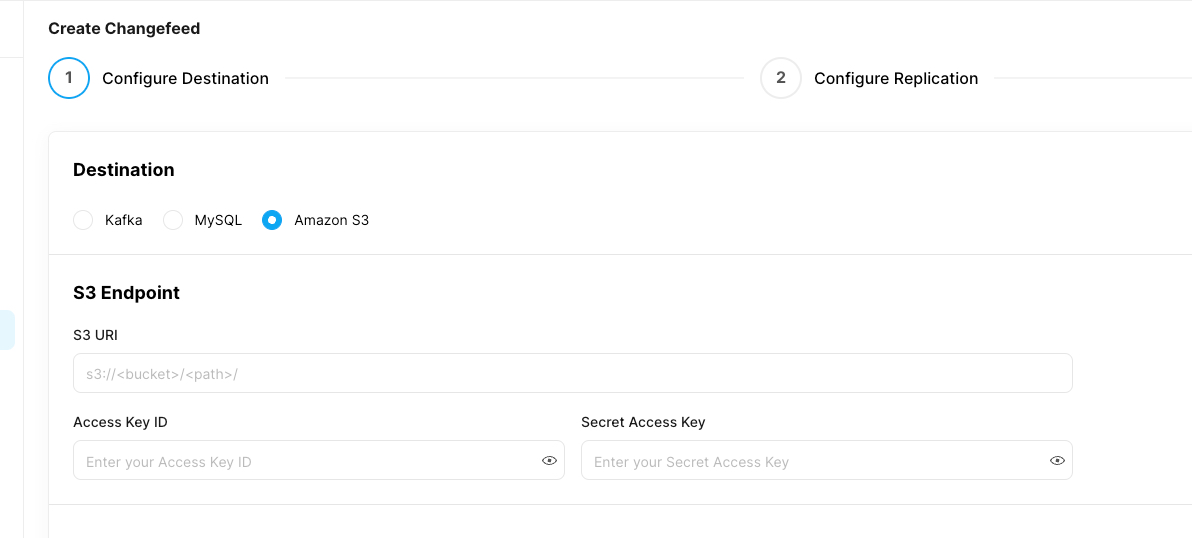 Create Changefeed
1 Configure Destination 2 Configure Replication
Destination
Kafka MySQL Amazon S3
S3 Endpoint
S3 URI
s3://<bucket>/<path>/
Access Key ID Secret Access Key
Enter your Access Key ID Enter your Secret Access Key